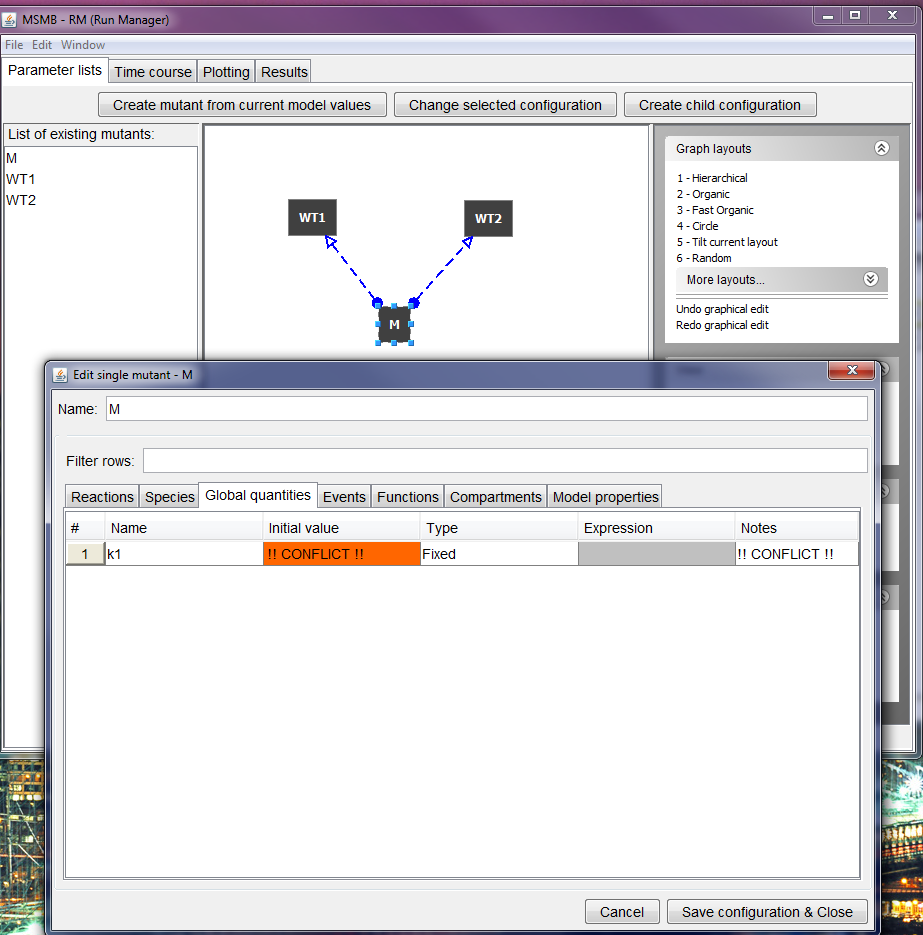 MSMB - RM (Run Manager)
File Edit Window
Parameter lists Time course Plotting Results
Create mutant from current model values Change selected configuration Create child configuration
List of existing mutants:
M
WT1
WT2
WT1 WT2
M
Graph layouts
1 - Hierarchical
2 - Organic
3 - Fast Organic
4 - Circle
5 - Tilt current layout
6 - Random
More layouts...
Undo graphical edit
Redo graphical edit
Edit single mutant - M
Name: M
Filter rows:
Reactions Species Global quantities Events Functions Compartments Model properties
# Name Initial value Type Expression Notes
1 k1 !! CONFLICT !! Fixed !! CONFLICT !!
Cancel Save configuration & Close